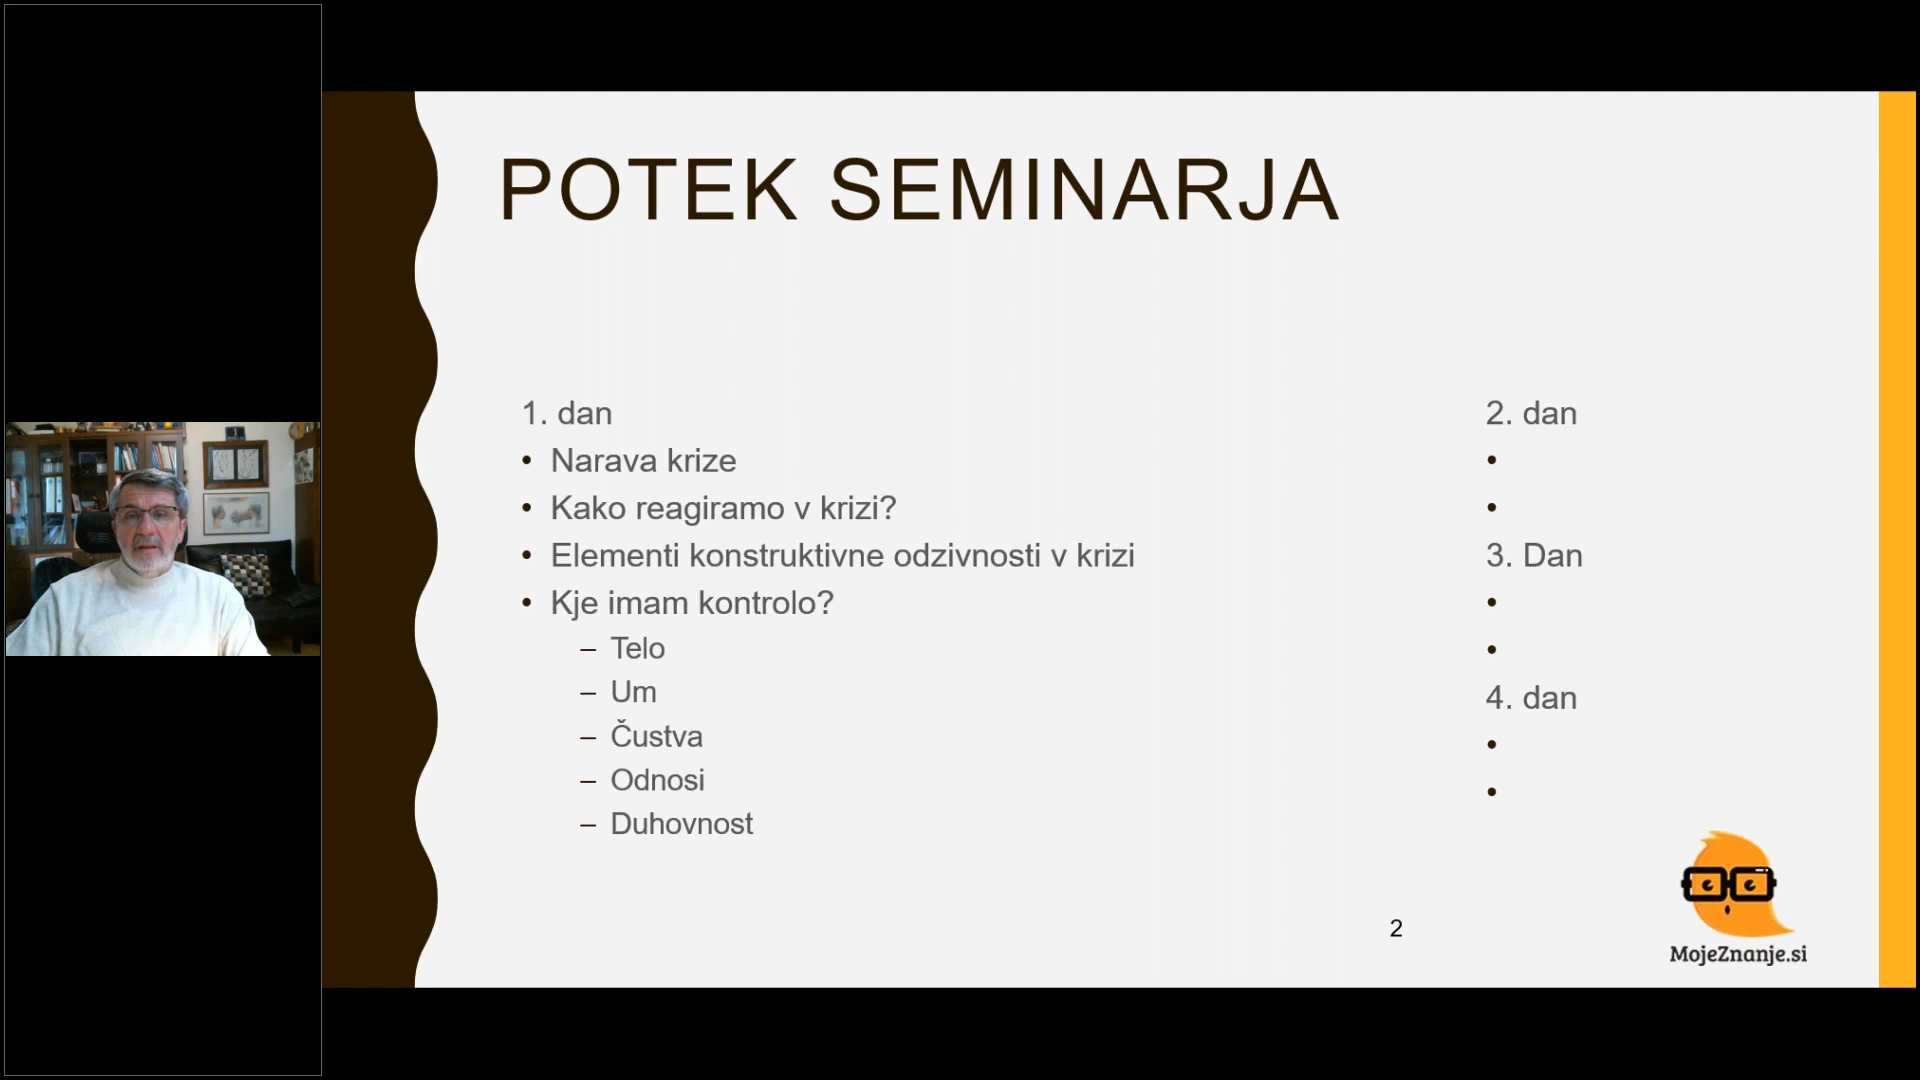 POTEK SEMINARJA
1. dan
• Narava krize
• Kako reagiramo v krizi?
• Elementi konstruktivne odzivnosti v krizi
• Kje imam kontrolo?
– Telo
– Um
– Čustva
– Odnosi
– Duhovnost
2. dan
•
•
3. Dan
•
•
4. dan
•
•
2
MojeZnanje.si